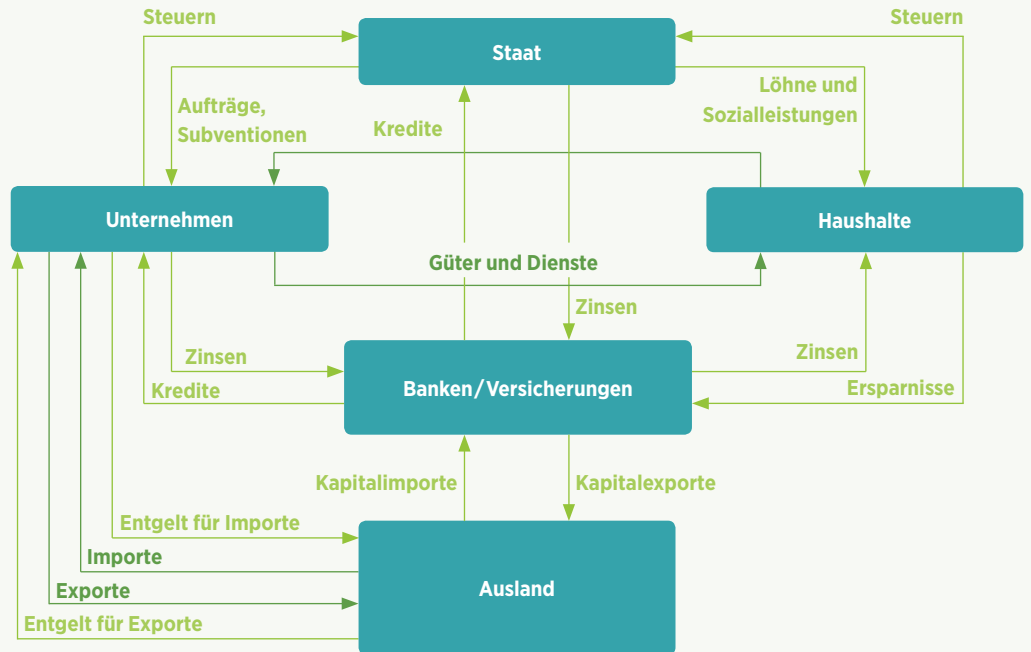 Steuern
Steuern
Staat
Löhne und
Sozialleistungen
Aufträge,
Subventionen
Kredite
Unternehmen
Haushalte
Güter und Dienste
Zinsen
Zinsen
Zinsen
Banken/Versicherungen
Kredite
Ersparnisse
Kapitalimporte
Kapitalexporte
Entgelt für Importe
Importe
Exporte
Ausland
Entgelt für Exporte